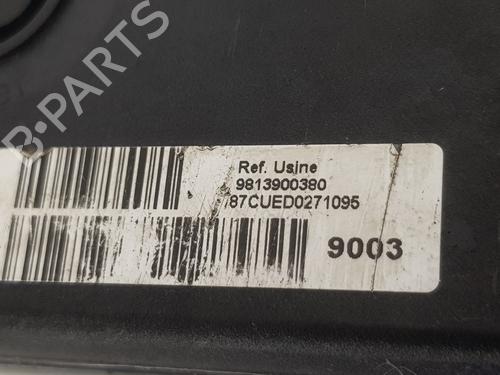 B-PARTS
Ref. Usine
9813900380
87CUED0271095
9003